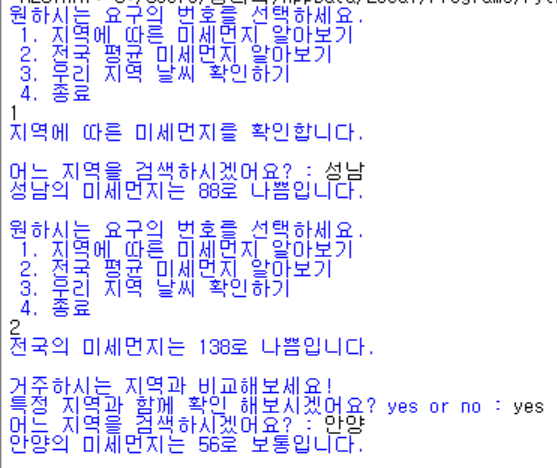 원하시는 요구의 번호를 선택하세요.
1. 지역에 따른 미세먼지 알아보기
2. 전국 평균 미세먼지 알아보기
3. 우리 지역 날씨 확인하기
4. 종료
1
지역에 따른 미세먼지를 확인합니다.
어느 지역을 검색하시겠어요? : 성남
성남의 미세먼지는 88로 나쁨입니다.
원하시는 요구의 번호를 선택하세요.
1. 지역에 따른 미세먼지 알아보기
2. 전국 평균 미세먼지 알아보기
3. 우리 지역 날씨 확인하기
4. 종료
2
전국의 미세먼지는 138로 나쁨입니다.
거주하시는 지역과 비교해보세요!
특정 지역과 함께 확인 해보시겠어요? yes or no : yes
어느 지역을 검색하시겠어요? : 안양
안양의 미세먼지는 56로 보통입니다.